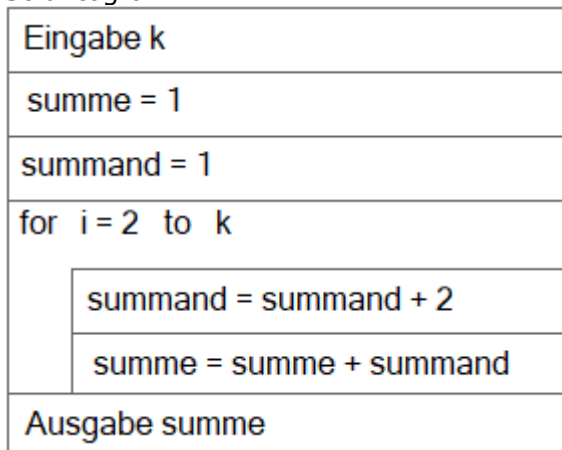 Eingabe k
summe = 1
summand = 1
for i = 2 to k
summand = summand + 2
summe = summe + summand
Ausgabe summe